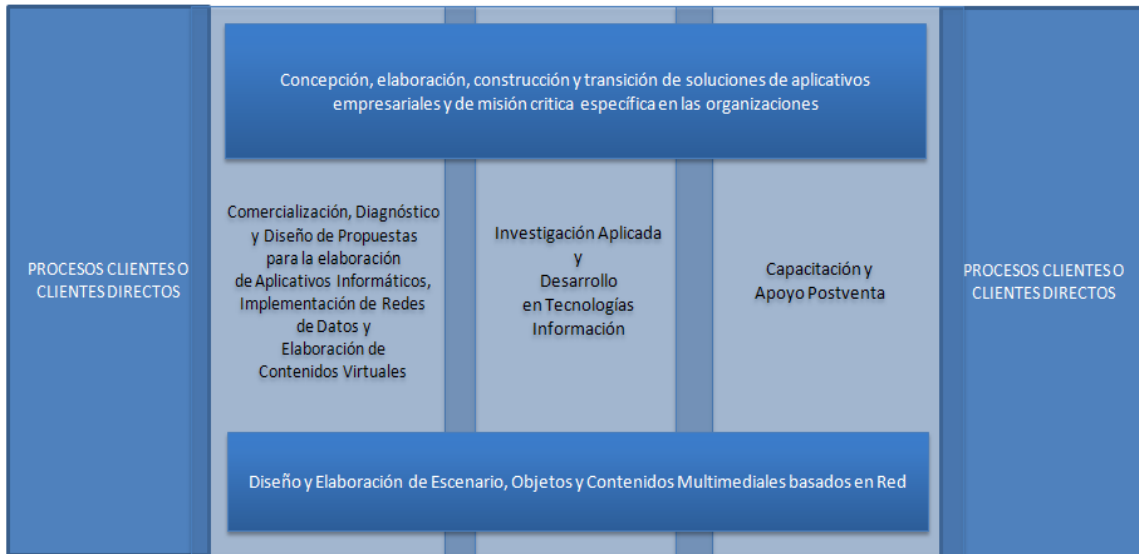 Concepción, elaboración, construcción y transición de soluciones de aplicativos
empresariales y de misión critica específica en las organizaciones
PROCESOS CLIENTES O
CLIENTES DIRECTOS
Comercialización, Diagnóstico
y Diseño de Propuestas
para la elaboración
de Aplicativos Informáticos,
Implementación de Redes
de Datos y
Elaboración de
Contenidos Virtuales
Investigación Aplicada
y
Desarrollo
en Tecnologías
Información
Capacitación y
Apoyo Postventa
PROCESOS CLIENTES O
CLIENTES DIRECTOS
Diseño y Elaboración de Escenario, Objetos y Contenidos Multimediales basados en Red